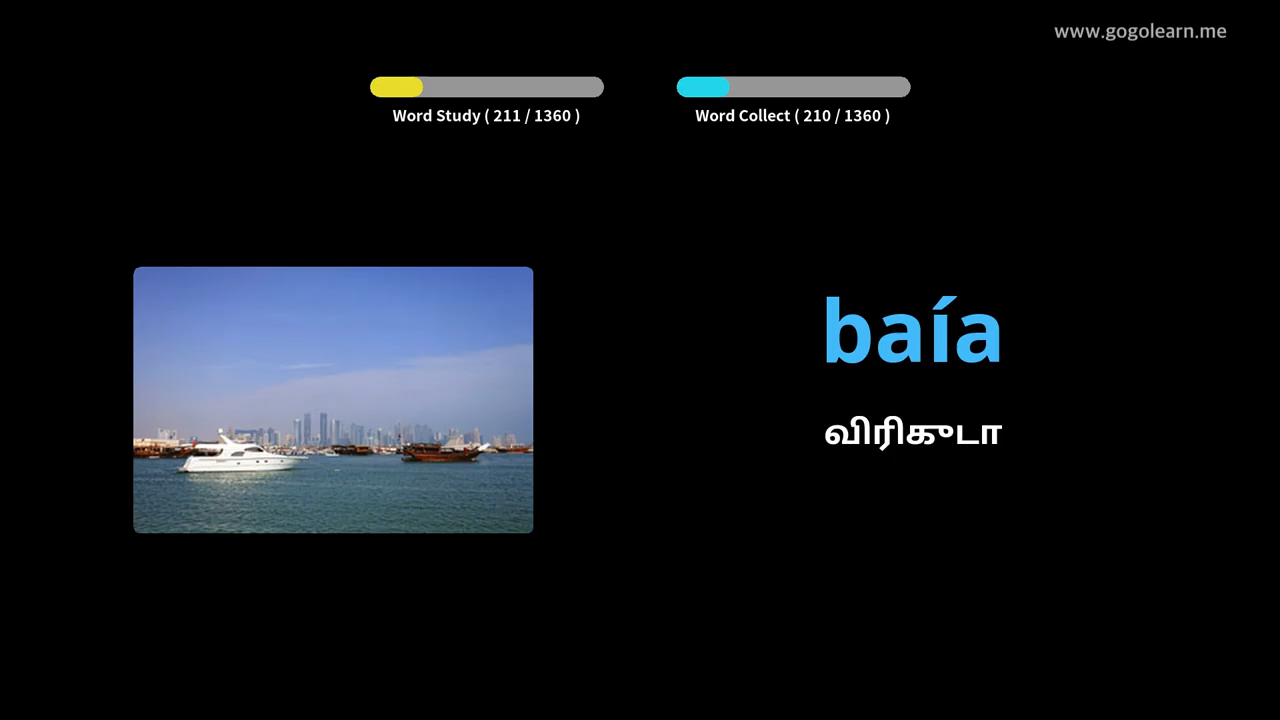 www.gogolearn.me
Word Study ( 211 / 1360 )
Word Collect ( 210 / 1360 )
baía
விரிகுடா